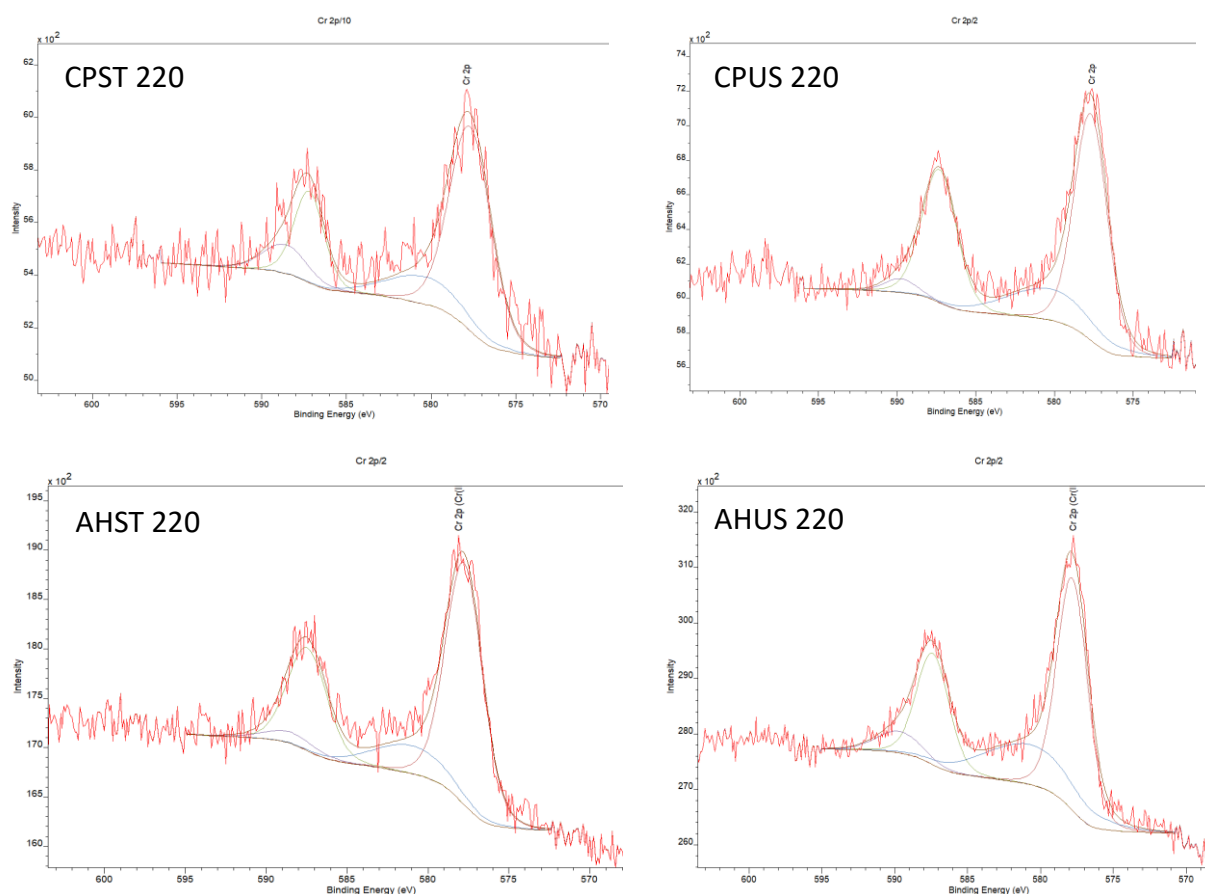 Cr 2p/10
x 10²
CPST 220
Cr 2p
62
60
58
55
54
51
50
Intensity
600
595
590
585
580
575
570
Binding Energy (eV)
Cr 2p/2
x 10²
CPUS 220
Cr 2p
74
72
70
68
66
62
60
59
56
Intensity
600
595
590
585
580
575
Binding Energy (eV)
Cr 2p/2
x 10²
AHST 220
Cr 2p (Cr(I
195
190
185
180
175
170
165
160
Intensity
600
595
590
585
580
575
570
Binding Energy (eV)
Cr 2p/2
x 10²
AHUS 220
Cr 2p (Cr(I
320
310
300
290
280
270
260
Intensity
600
595
590
585
580
575
570
Binding Energy (eV)